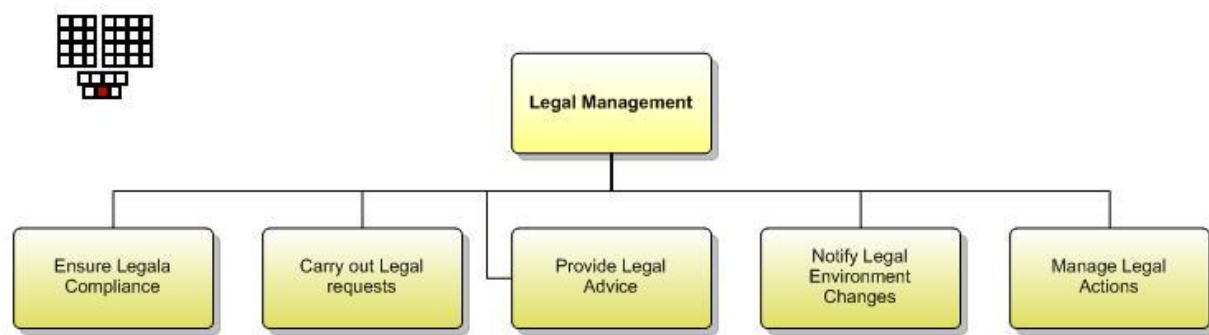 Legal Management
Ensure Legala
Compliance
Carry out Legal
requests
Provide Legal
Advice
Notify Legal
Environment
Changes
Manage Legal
Actions